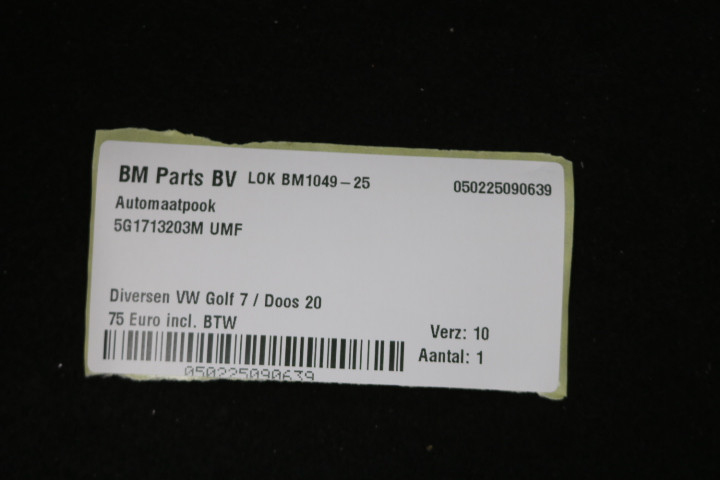 BM Parts BV LOK BM1049-25 050225090639
Automaatpook
5G1713203M UMF
Diversen VW Golf 7 / Doos 20
75 Euro incl. BTW
Verz: 10
Aantal: 1
050225090639